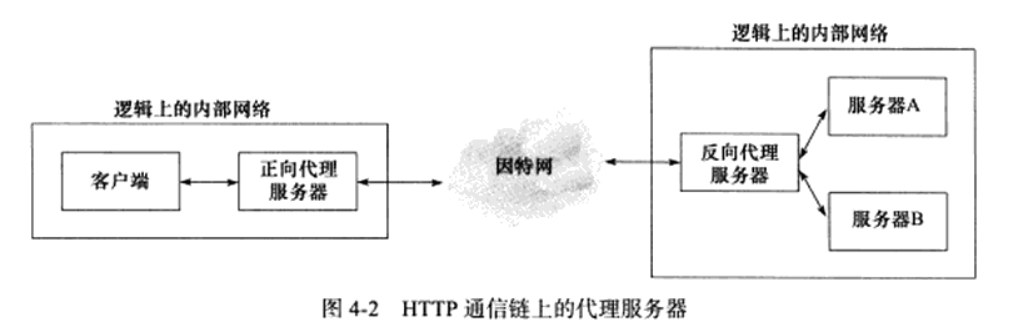 逻辑上的内部网络
客户端
正向代理
服务器
因特网
逻辑上的内部网络
反向代理
服务器
服务器A
服务器B
图 4-2 HTTP 通信链上的代理服务器